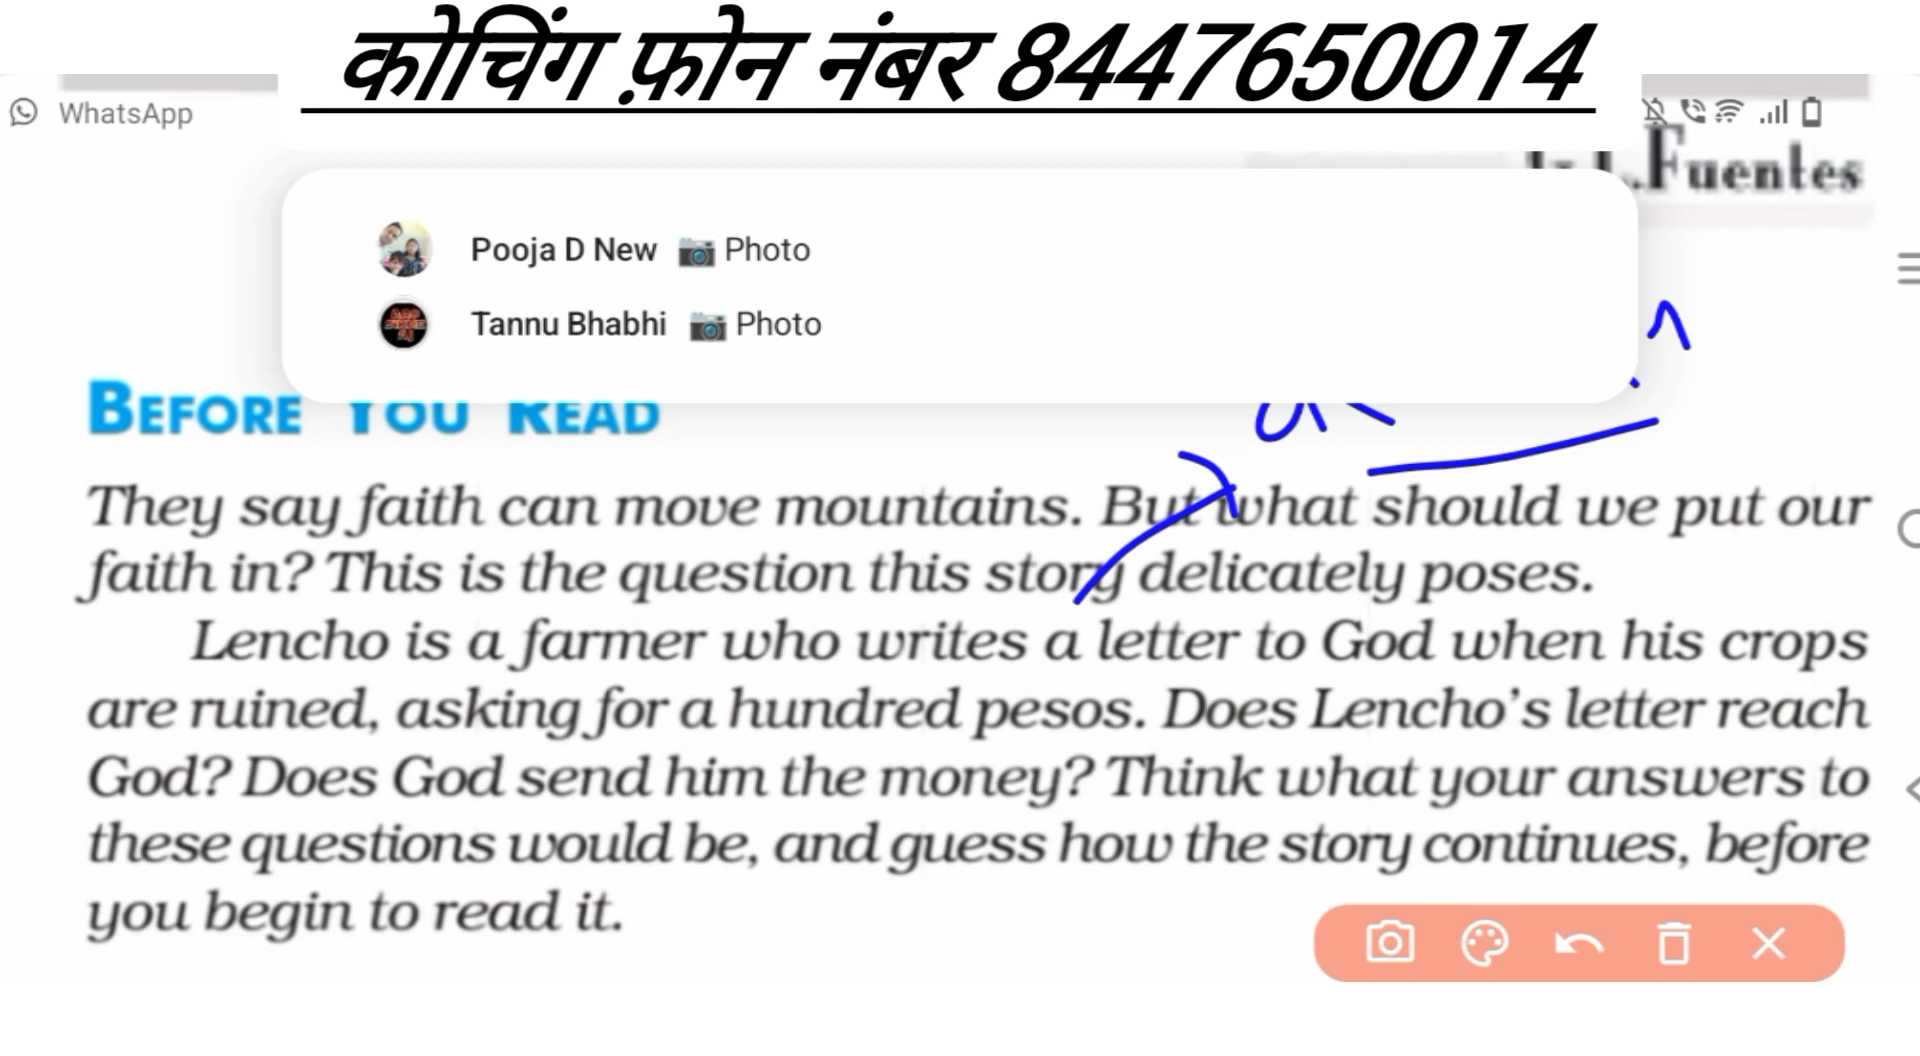 कोचिंग फ़ोन नंबर 8447650014
WhatsApp
Fuentes
Pooja D New 📷 Photo
Tannu Bhabhi 📷 Photo
BEFORE YOU READ
They say faith can move mountains. But what should we put our
faith in? This is the question this story delicately poses.
Lencho is a farmer who writes a letter to God when his crops
are ruined, asking for a hundred pesos. Does Lencho's letter reach
God? Does God send him the money? Think what your answers to
these questions would be, and guess how the story continues, before
you begin to read it.